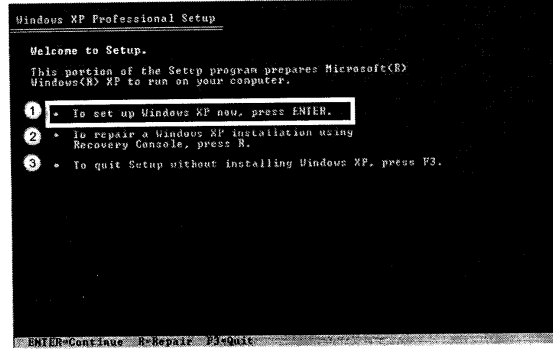 Windows XP Professional Setup
Welcome to Setup.
This portion of the Setup program prepares Microsoft(R)
Windows(R) XP to run on your computer.
1 • To set up Windows XP now, press ENTER.
2 • To repair a Windows XP installation using
Recovery Console, press R.
3 • To quit Setup without installing Windows XP, press F3.
ENTER=Continue R=Repair F3=Quit